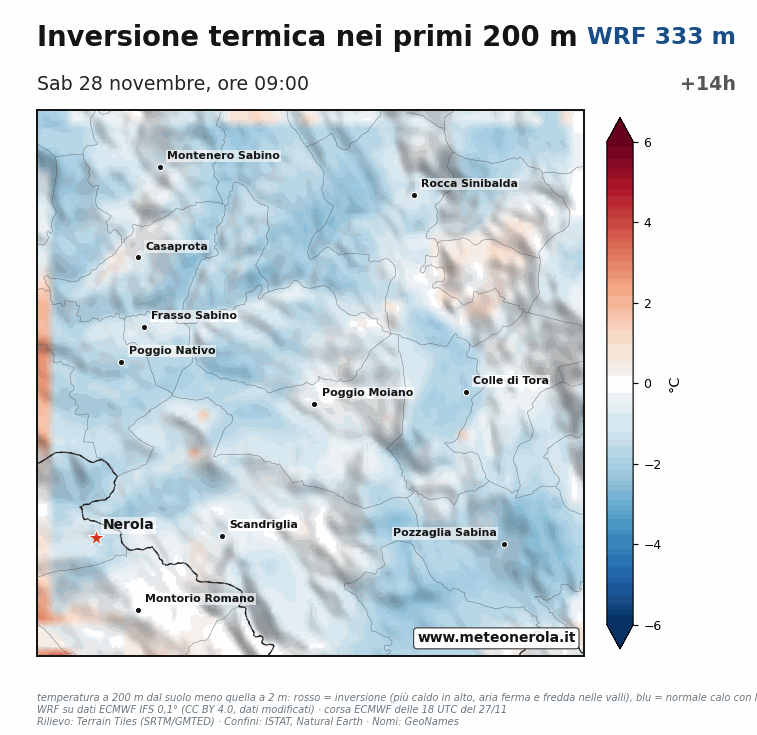 Inversione termica nei primi 200 m WRF 333 m
Sab 28 novembre, ore 09:00 +14h
Montenero Sabino
Rocca Sinibalda
Casaprota
Frasso Sabino
Poggio Nativo
Colle di Tora
Poggio Moiano
Nerola
Scandriglia
Pozzaglia Sabina
Montorio Romano
www.meteonerola.it
6
4
2
0
−2
−4
−6
°C
temperatura a 200 m dal suolo meno quella a 2 m: rosso = inversione (più caldo in alto, aria ferma e fredda nelle valli), blu = normale calo con
WRF su dati ECMWF IFS 0,1° (CC BY 4.0, dati modificati) · corsa ECMWF delle 18 UTC del 27/11
Rilievo: Terrain Tiles (SRTM/GMTED) · Confini: ISTAT, Natural Earth · Nomi: GeoNames